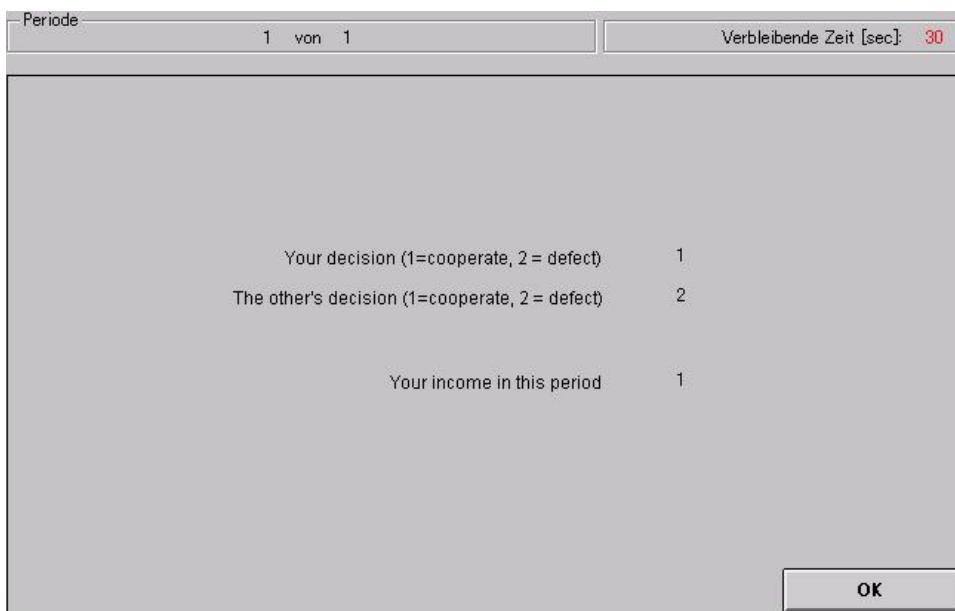 Periode
1 von 1
Verbleibende Zeit [sec]: 30
Your decision (1=cooperate, 2 = defect) 1
The other's decision (1=cooperate, 2 = defect) 2
Your income in this period 1
OK